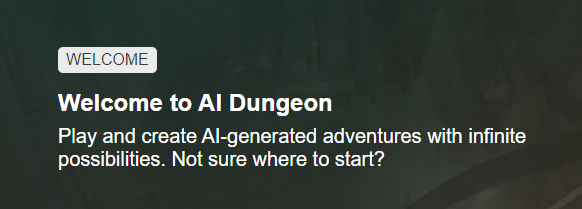 WELCOME
Welcome to AI Dungeon
Play and create AI-generated adventures with infinite
possibilities. Not sure where to start?